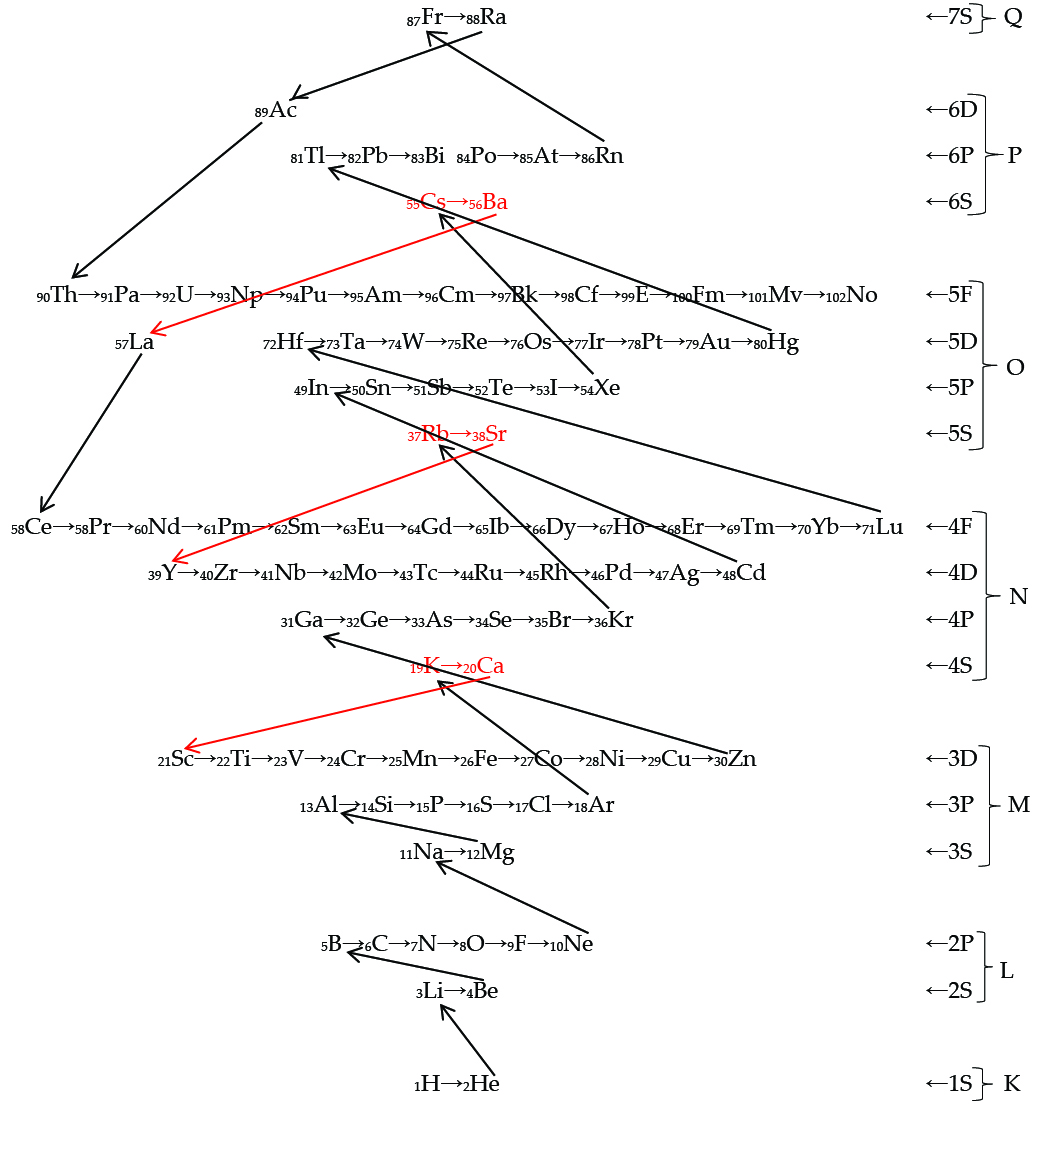 ₈₇Fr→₈₈Ra ←7S Q
₈₉Ac ←6D
₈₁Tl→₈₂Pb→₈₃Bi ₈₄Po→₈₅At→₈₆Rn ←6P P
₅₅Cs→₅₆Ba ←6S
₉₀Th→₉₁Pa→₉₂U→₉₃Np→₉₄Pu→₉₅Am→₉₆Cm→₉₇Bk→₉₈Cf→₉₉E→₁₀₀Fm→₁₀₁Mv→₁₀₂No ←5F
₅₇La ₇₂Hf→₇₃Ta→₇₄W→₇₅Re→₇₆Os→₇₇Ir→₇₈Pt→₇₉Au→₈₀Hg ←5D
O
₄₉In→₅₀Sn→₅₁Sb→₅₂Te→₅₃I→₅₄Xe ←5P
₃₇Rb→₃₈Sr ←5S
₅₈Ce→₅₈Pr→₆₀Nd→₆₁Pm→₆₂Sm→₆₃Eu→₆₄Gd→₆₅Ib→₆₆Dy→₆₇Ho→₆₈Er→₆₉Tm→₇₀Yb→₇₁Lu ←4F
₃₉Y→₄₀Zr→₄₁Nb→₄₂Mo→₄₃Tc→₄₄Ru→₄₅Rh→₄₆Pd→₄₇Ag→₄₈Cd ←4D
N
₃₁Ga→₃₂Ge→₃₃As→₃₄Se→₃₅Br→₃₆Kr ←4P
₁₉K→₂₀Ca ←4S
₂₁Sc→₂₂Ti→₂₃V→₂₄Cr→₂₅Mn→₂₆Fe→₂₇Co→₂₈Ni→₂₉Cu→₃₀Zn ←3D
₁₃Al→₁₄Si→₁₅P→₁₆S→₁₇Cl→₁₈Ar ←3P M
₁₁Na→₁₂Mg ←3S
₅B→₆C→₇N→₈O→₉F→₁₀Ne ←2P
L
₃Li→₄Be ←2S
₁H→₂He ←1S K